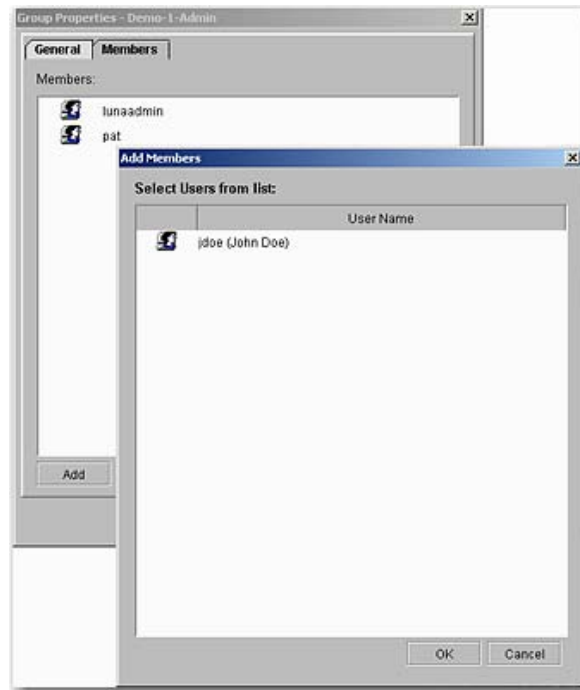 Group Properties - Demo-1-Admin
General Members
Members:
lunaadmin
pat
Add Members
Select Users from list:
User Name
jdoe (John Doe)
Add
OK Cancel